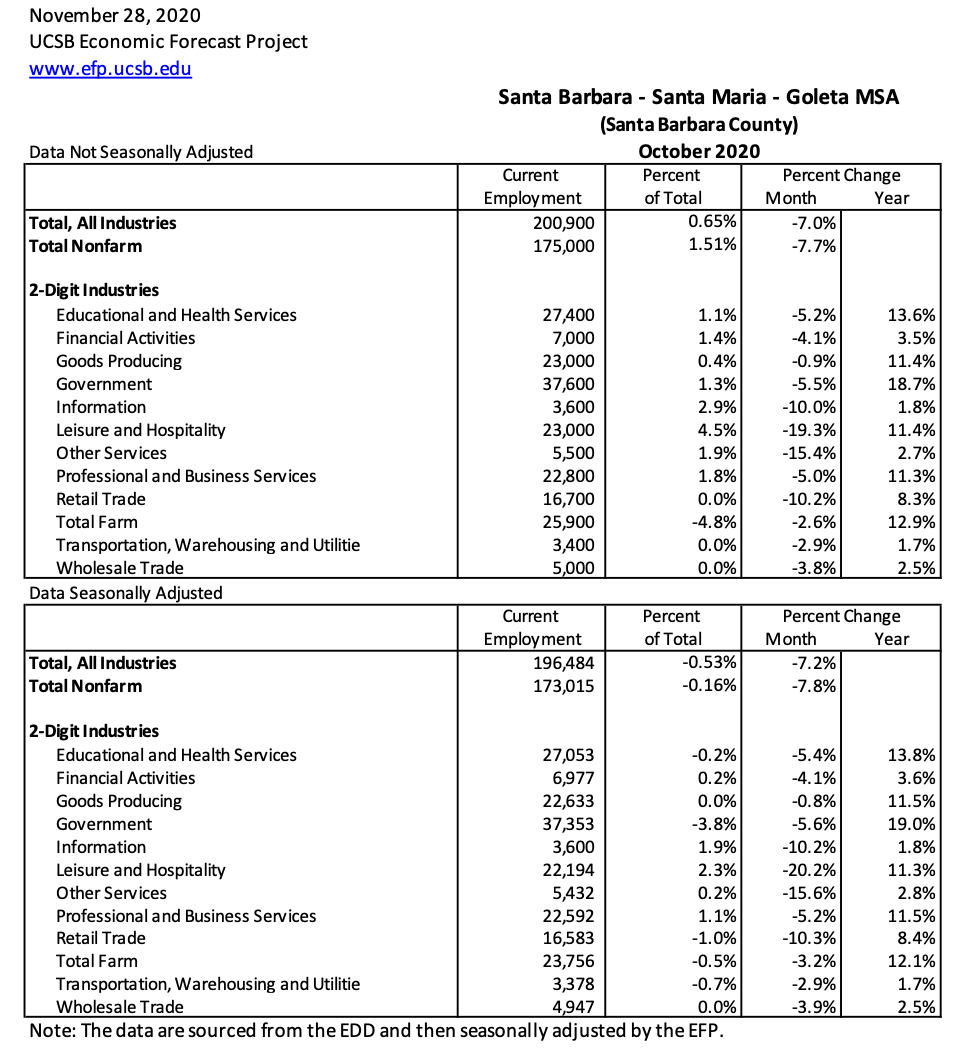 November 28, 2020
UCSB Economic Forecast Project
www.efp.ucsb.edu
Santa Barbara - Santa Maria - Goleta MSA
(Santa Barbara County)
Data Not Seasonally Adjusted October 2020
Current Percent Percent Change
Employment of Total Month Year
Total, All Industries 200,900 0.65% -7.0%
Total Nonfarm 175,000 1.51% -7.7%
2-Digit Industries
Educational and Health Services 27,400 1.1% -5.2% 13.6%
Financial Activities 7,000 1.4% -4.1% 3.5%
Goods Producing 23,000 0.4% -0.9% 11.4%
Government 37,600 1.3% -5.5% 18.7%
Information 3,600 2.9% -10.0% 1.8%
Leisure and Hospitality 23,000 4.5% -19.3% 11.4%
Other Services 5,500 1.9% -15.4% 2.7%
Professional and Business Services 22,800 1.8% -5.0% 11.3%
Retail Trade 16,700 0.0% -10.2% 8.3%
Total Farm 25,900 -4.8% -2.6% 12.9%
Transportation, Warehousing and Utilitie 3,400 0.0% -2.9% 1.7%
Wholesale Trade 5,000 0.0% -3.8% 2.5%
Data Seasonally Adjusted
Current Percent Percent Change
Employment of Total Month Year
Total, All Industries 196,484 -0.53% -7.2%
Total Nonfarm 173,015 -0.16% -7.8%
2-Digit Industries
Educational and Health Services 27,053 -0.2% -5.4% 13.8%
Financial Activities 6,977 0.2% -4.1% 3.6%
Goods Producing 22,633 0.0% -0.8% 11.5%
Government 37,353 -3.8% -5.6% 19.0%
Information 3,600 1.9% -10.2% 1.8%
Leisure and Hospitality 22,194 2.3% -20.2% 11.3%
Other Services 5,432 0.2% -15.6% 2.8%
Professional and Business Services 22,592 1.1% -5.2% 11.5%
Retail Trade 16,583 -1.0% -10.3% 8.4%
Total Farm 23,756 -0.5% -3.2% 12.1%
Transportation, Warehousing and Utilitie 3,378 -0.7% -2.9% 1.7%
Wholesale Trade 4,947 0.0% -3.9% 2.5%
Note: The data are sourced from the EDD and then seasonally adjusted by the EFP.